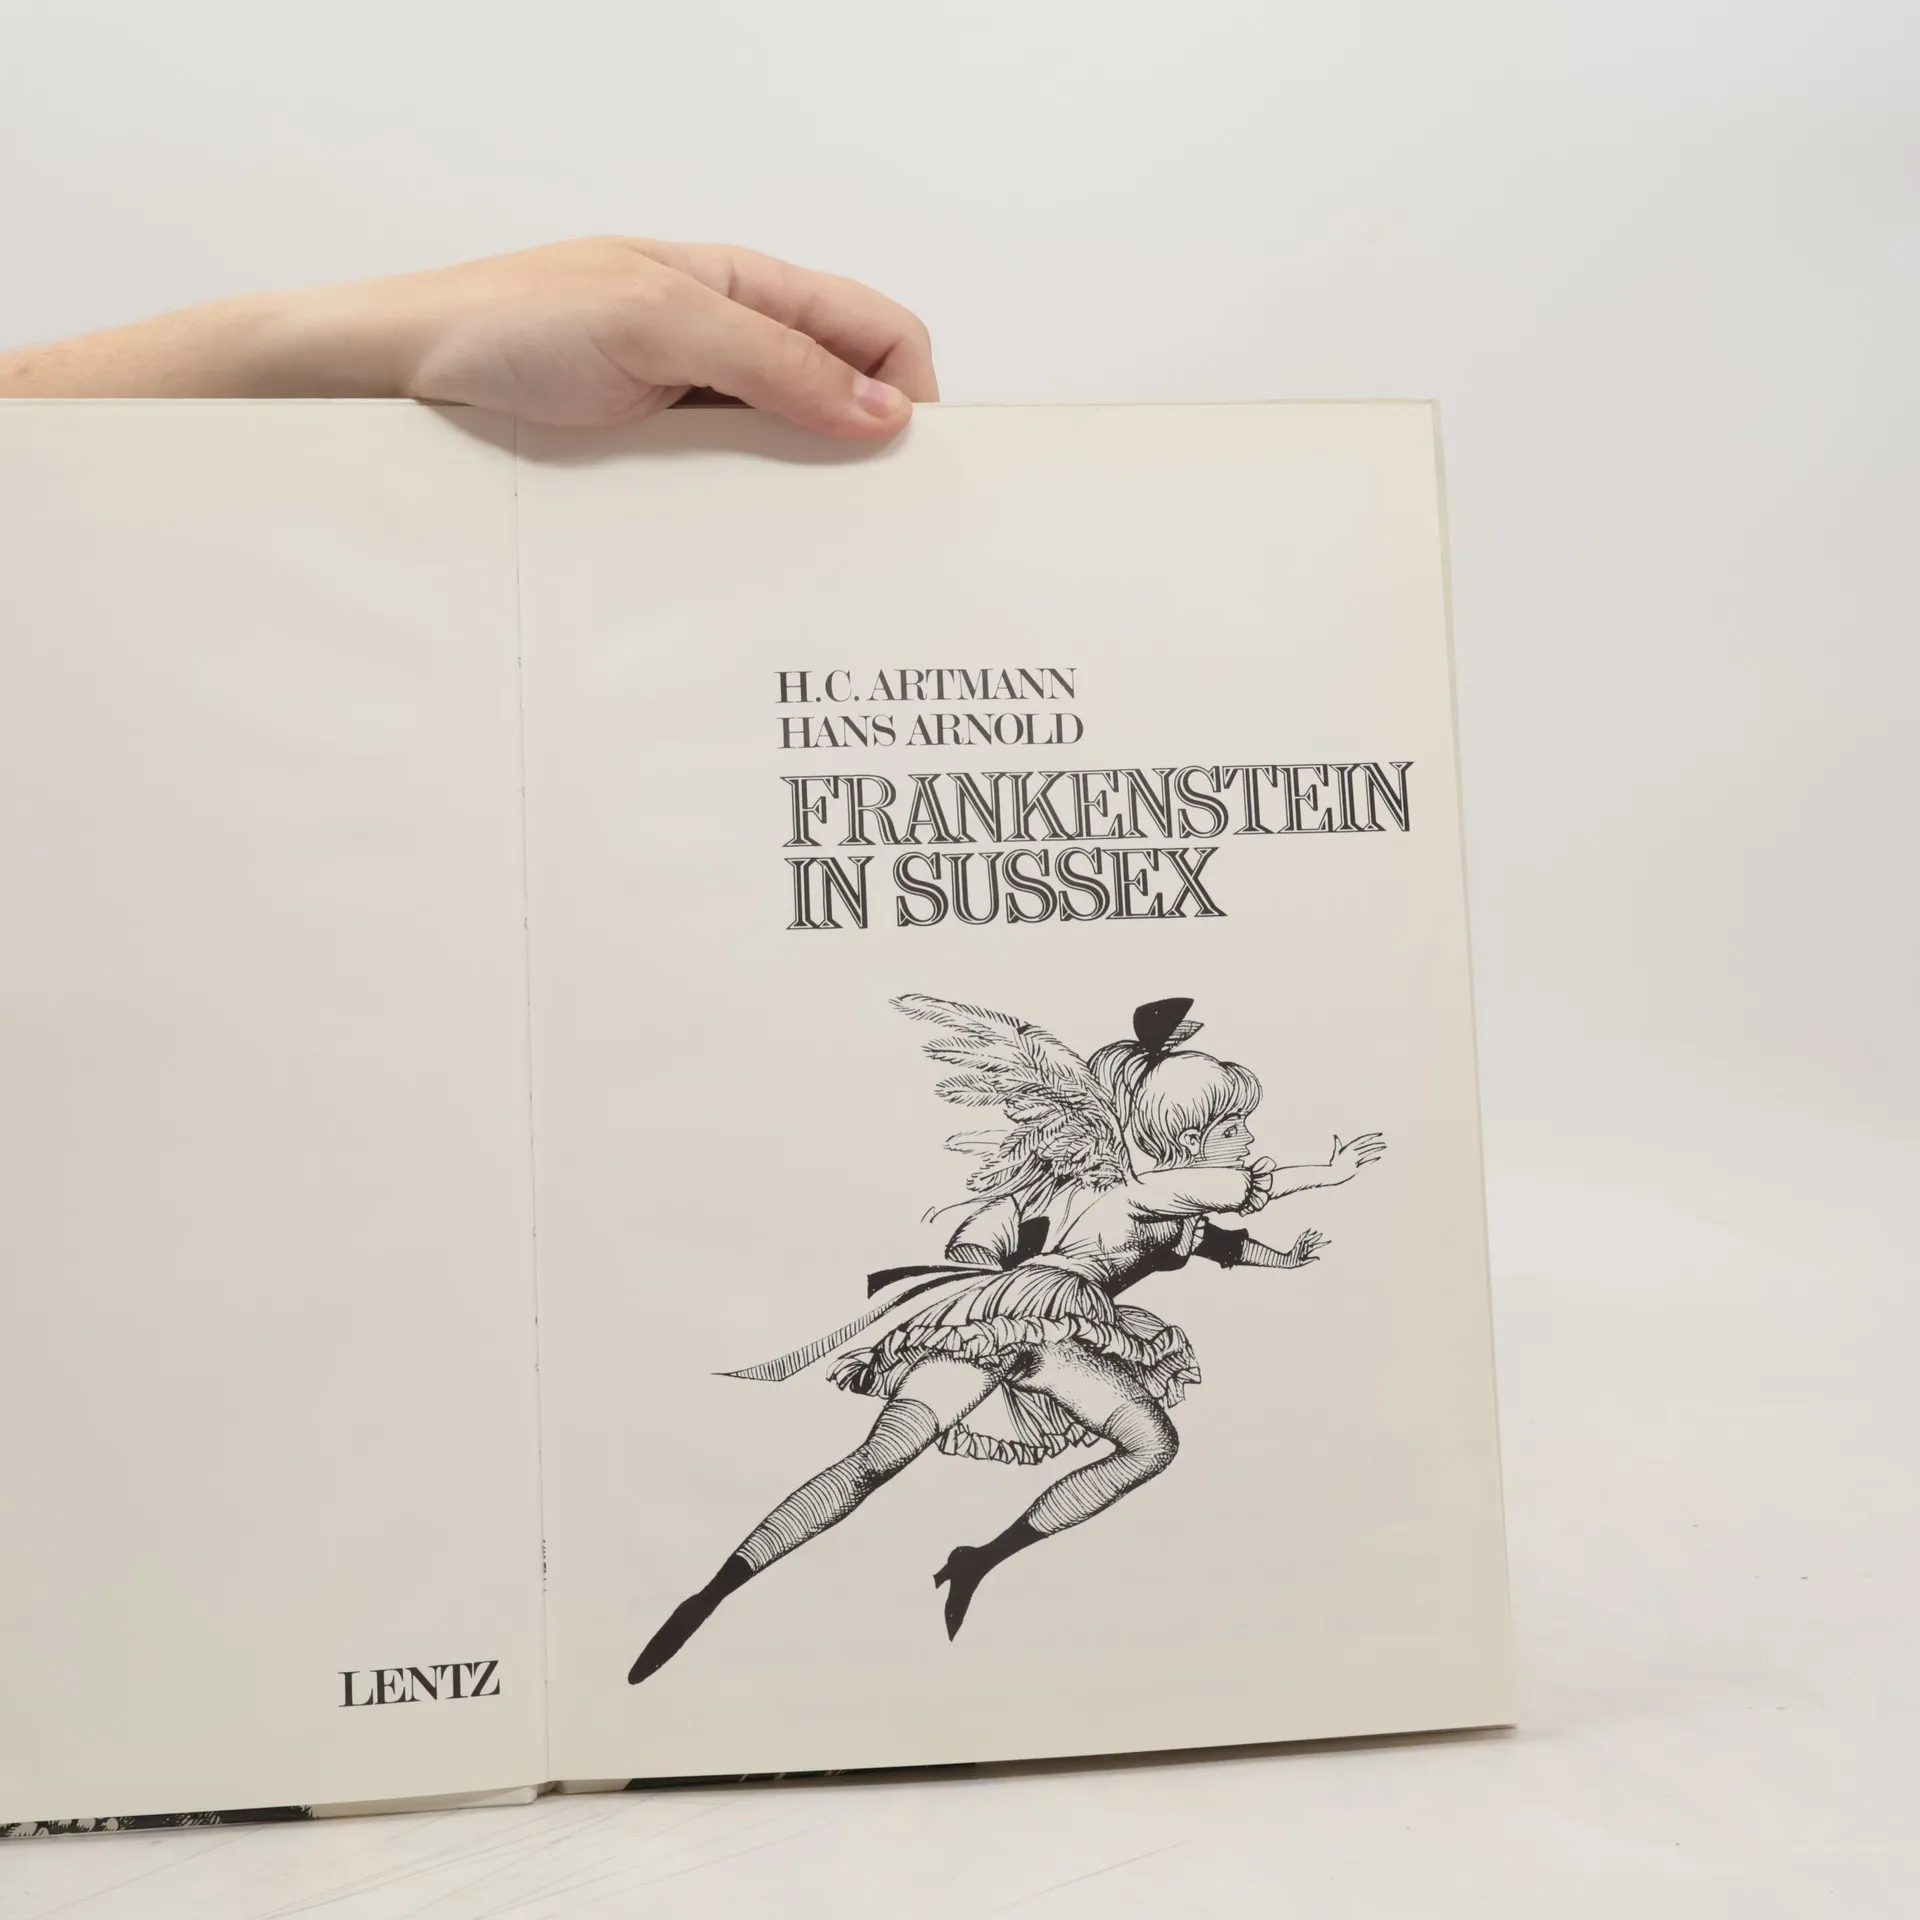 H.C. ARTMANN
HANS ARNOLD
FRANKENSTEIN
IN SUSSEX
LENTZ